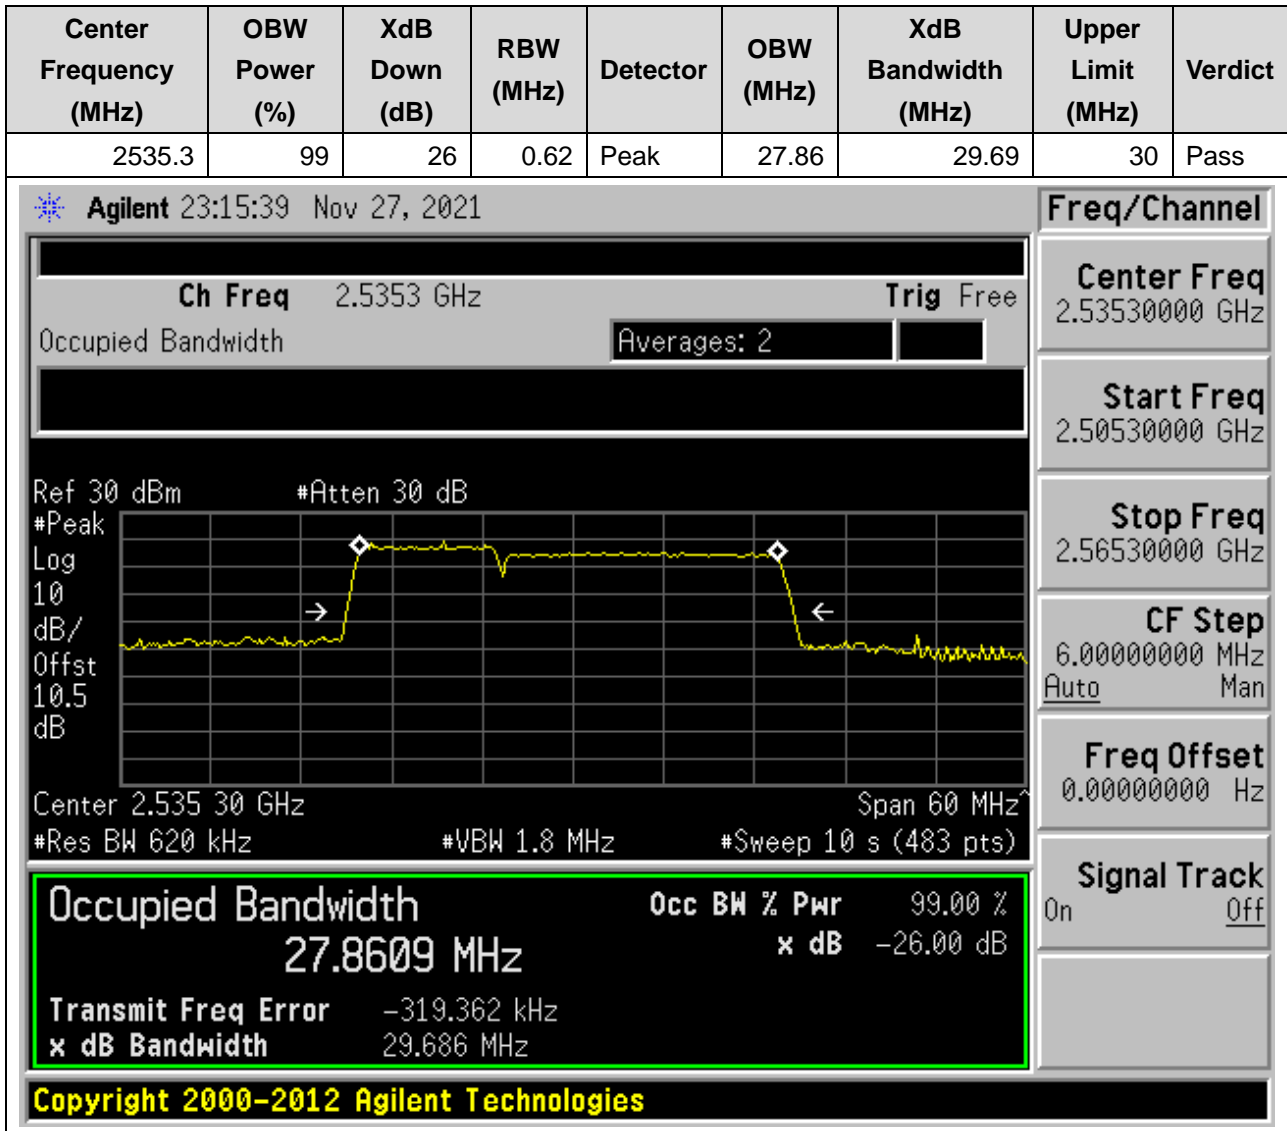 Center Frequency (MHz) OBW Power (%) XdB Down (dB) RBW (MHz) Detector OBW (MHz) XdB Bandwidth (MHz) Upper Limit (MHz) Verdict
2535.3 99 26 0.62 Peak 27.86 29.69 30 Pass
Agilent 23:15:39 Nov 27, 2021
Freq/Channel
Ch Freq 2.5353 GHz Trig Free
Occupied Bandwidth Averages: 2
Center Freq
2.53530000 GHz
Start Freq
2.50530000 GHz
Stop Freq
2.56530000 GHz
CF Step
6.00000000 MHz
Auto Man
Freq Offset
0.00000000 Hz
Signal Track
On Off
Ref 30 dBm #Atten 30 dB
#Peak
Log
10
dB/
Offst
10.5
dB
Center 2.535 30 GHz Span 60 MHz^
#Res BW 620 kHz #VBW 1.8 MHz #Sweep 10 s (483 pts)
Occupied Bandwidth Occ BW % Pwr 99.00 %
27.8609 MHz x dB -26.00 dB
Transmit Freq Error -319.362 kHz
x dB Bandwidth 29.686 MHz
Copyright 2000-2012 Agilent Technologies